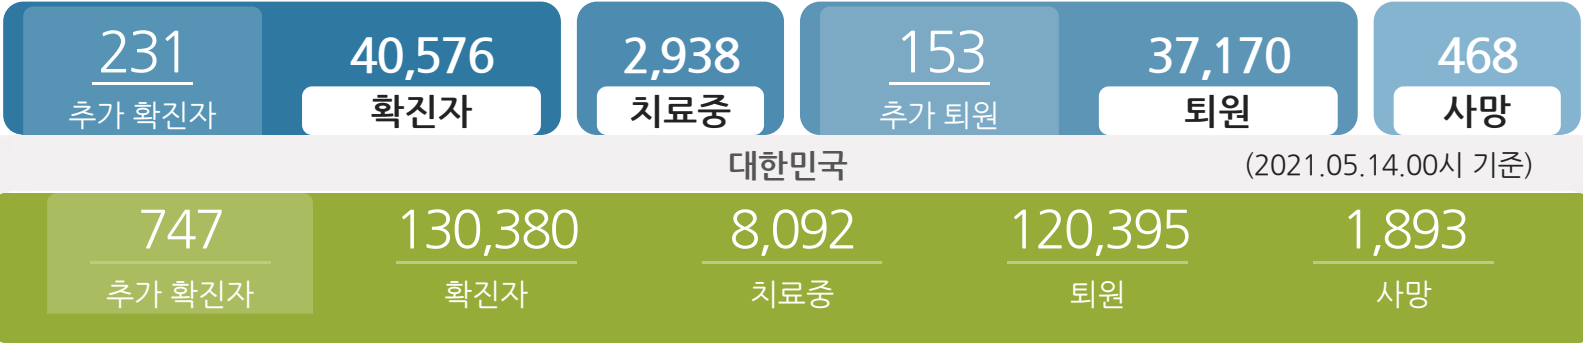 231 40,576 2,938 153 37,170 468
추가 확진자 확진자 치료중 추가 퇴원 퇴원 사망
대한민국 (2021.05.14.00시 기준)
747 130,380 8,092 120,395 1,893
추가 확진자 확진자 치료중 퇴원 사망